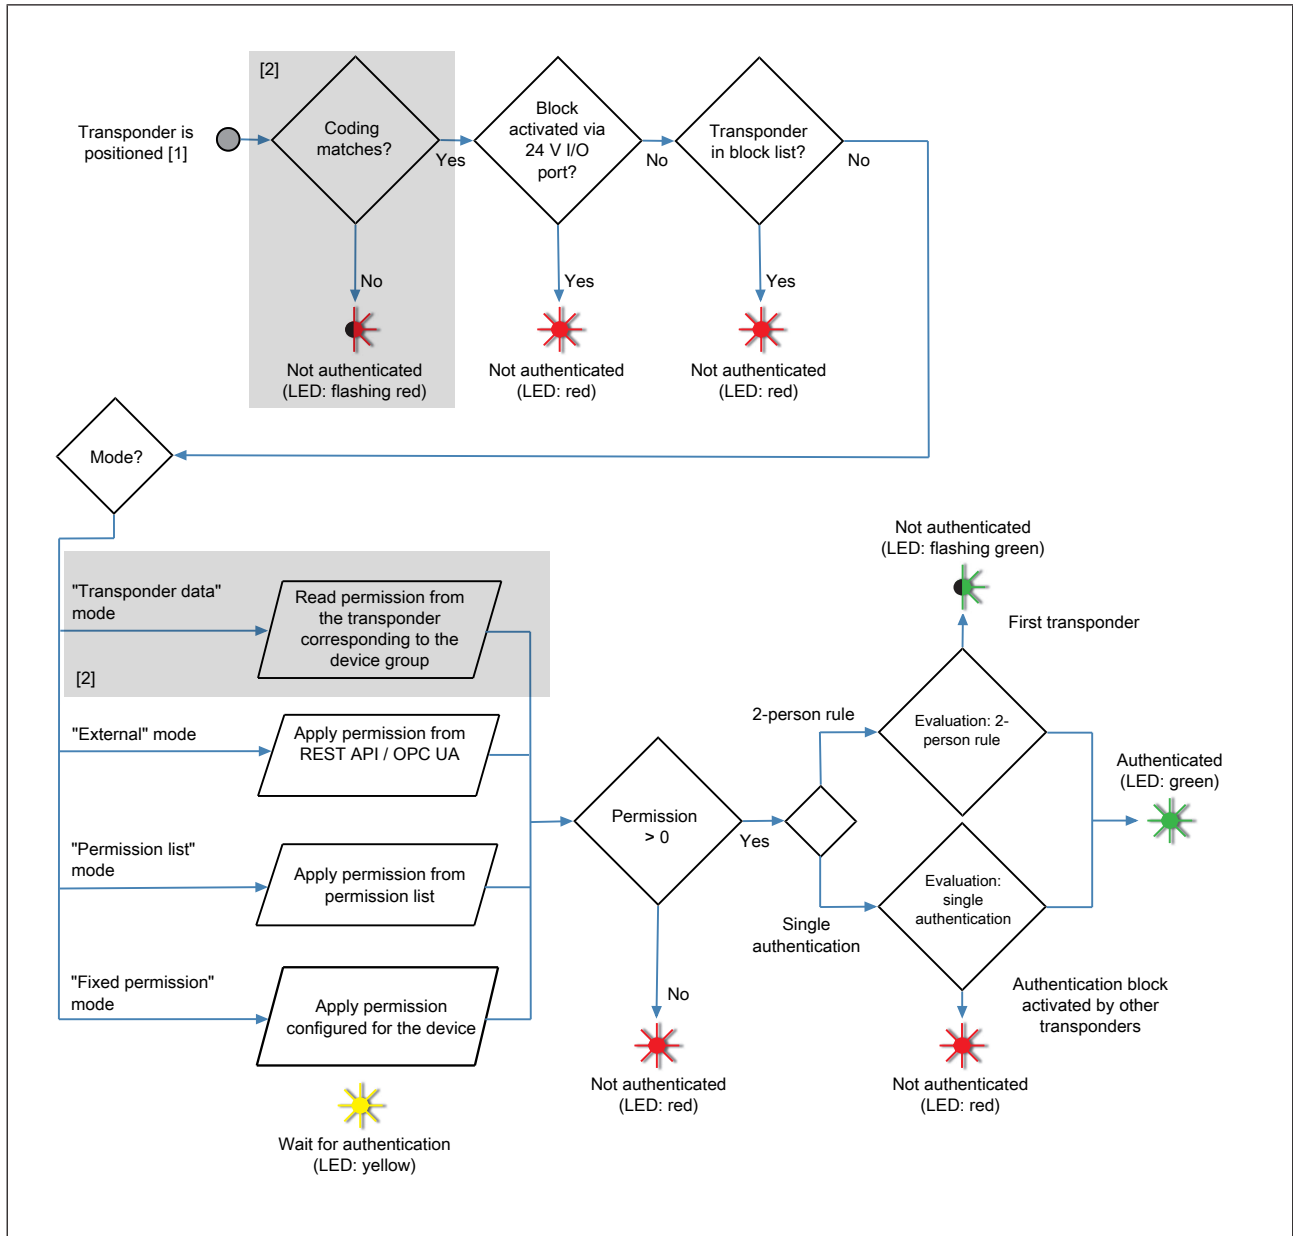 [2]
Transponder is
positioned [1]
Coding
matches?
Yes
Block
activated via
24 V I/O
port?
No
Transponder
in block list?
No
No
Yes
Yes
Not authenticated
(LED: flashing red)
Not authenticated
(LED: red)
Not authenticated
(LED: red)
Mode?
Not authenticated
(LED: flashing green)
"Transponder data"
mode
Read permission from
the transponder
corresponding to the
device group
First transponder
[2]
"External" mode
Apply permission from
REST API / OPC UA
2-person rule
Evaluation: 2-
person rule
Authenticated
(LED: green)
Permission
> 0
Yes
"Permission list"
mode
Apply permission from
permission list
Evaluation:
single
authentication
Single
authentication
"Fixed permission"
mode
Apply permission
configured for the device
No
Authentication block
activated by other
transponders
Not authenticated
(LED: red)
Not authenticated
(LED: red)
Wait for authentication
(LED: yellow)